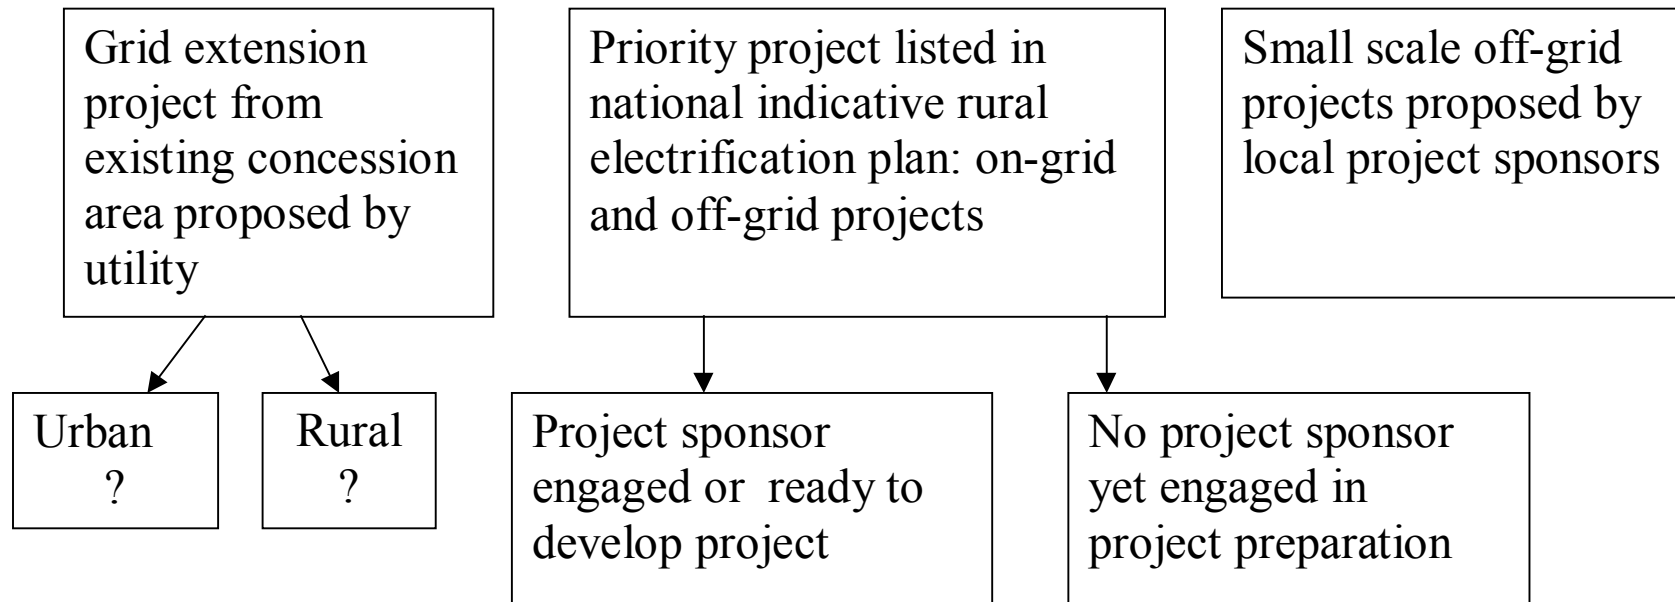 Grid extension
project from
existing concession
area proposed by
utility
Priority project listed in
national indicative rural
electrification plan: on-grid
and off-grid projects
Small scale off-grid
projects proposed by
local project sponsors
Urban
?
Rural
?
Project sponsor
engaged or  ready to
develop project
No project sponsor
yet engaged in
project preparation